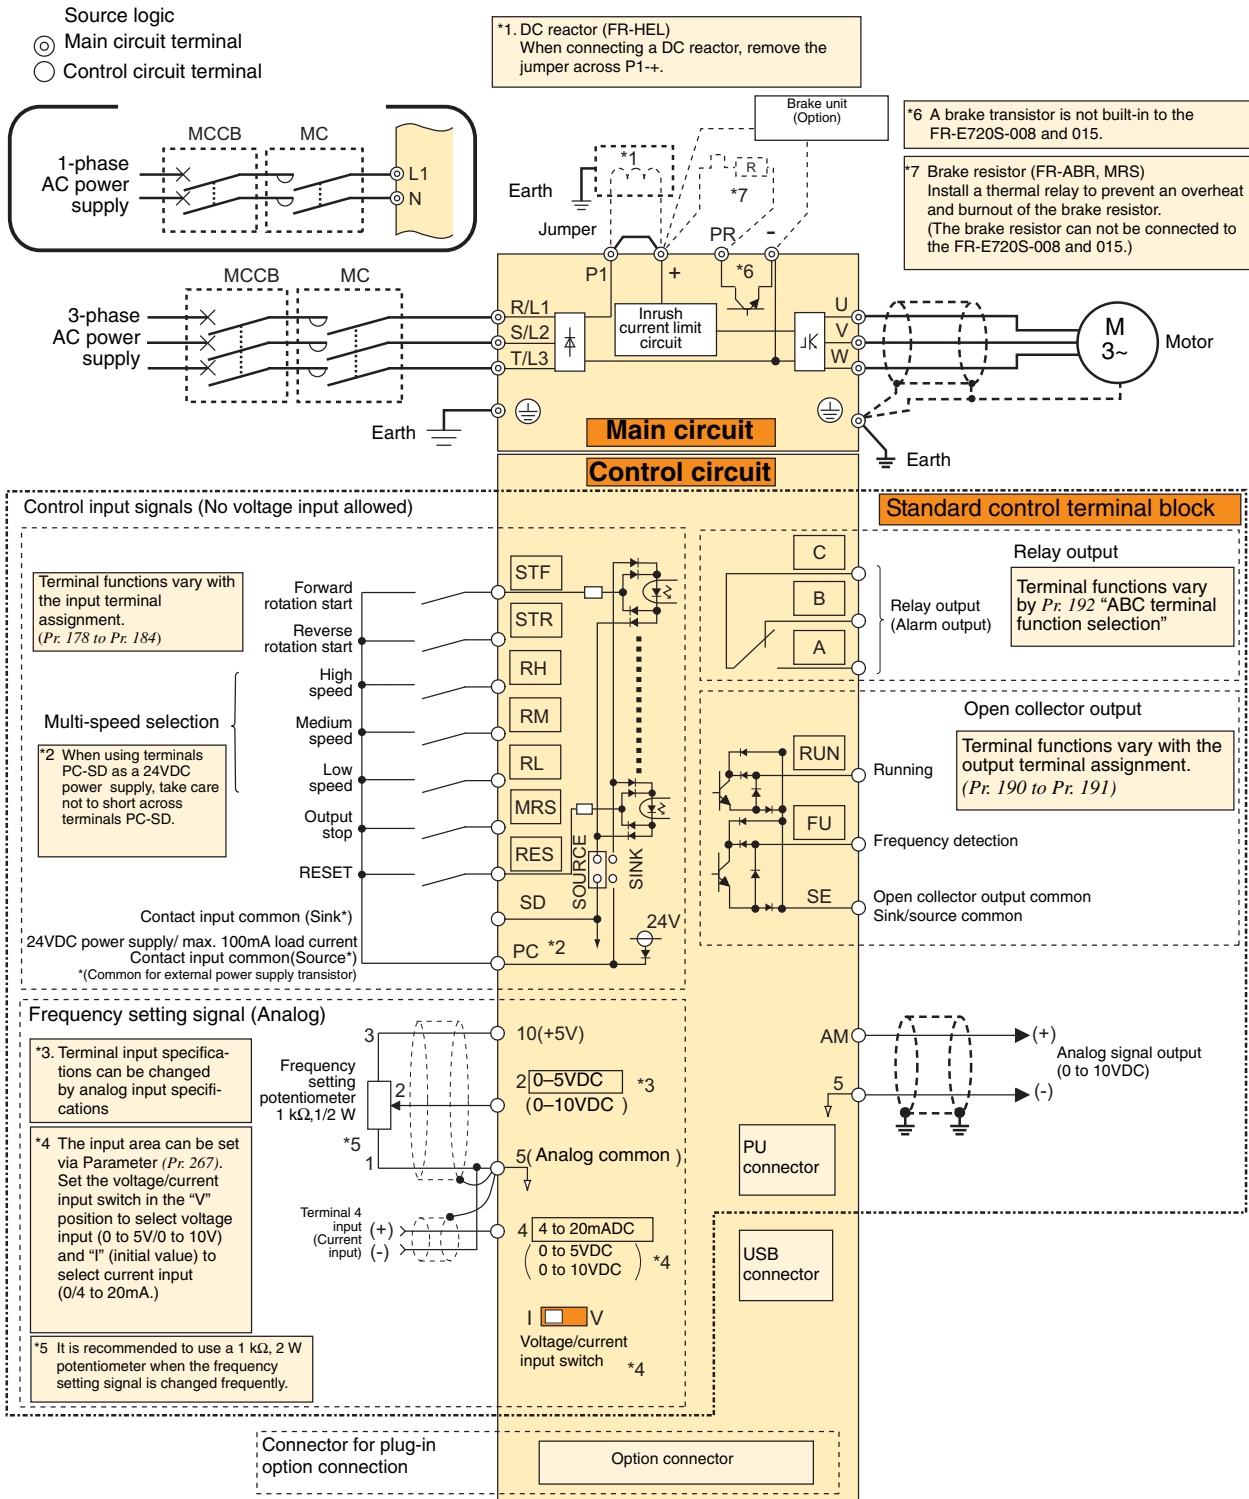 Source logic
Main circuit terminal
Control circuit terminal
*1. DC reactor (FR-HEL)
When connecting a DC reactor, remove the
jumper across P1-+.
Brake unit
(Option)
*6 A brake transistor is not built-in to the
FR-E720S-008 and 015.
*7 Brake resistor (FR-ABR, MRS)
Install a thermal relay to prevent an overheat
and burnout of the brake resistor.
(The brake resistor can not be connected to
the FR-E720S-008 and 015.)
MCCB
MC
1-phase
AC power
supply
L1
N
*1
R
*7
Earth
Jumper
PR
-
P1
+
*6
MCCB
MC
3-phase
AC power
supply
R/L1
S/L2
T/L3
Inrush
current limit
circuit
U
V
W
M
3~
Motor
Earth
Earth
Main circuit
Control circuit
Control input signals (No voltage input allowed)
Standard control terminal block
Terminal functions vary with
the input terminal
assignment.
(Pr. 178 to Pr. 184)
Forward
rotation start
Reverse
rotation start
High
speed
Medium
speed
Low
speed
Output
stop
RESET
Multi-speed selection
*2 When using terminals
PC-SD as a 24VDC
power supply, take care
not to short across
terminals PC-SD.
STF
STR
RH
RM
RL
MRS
RES
SOURCE
SINK
SD
24V
PC *2
Contact input common (Sink*)
24VDC power supply/ max. 100mA load current
Contact input common(Source*)
*(Common for external power supply transistor)
C
B
A
Relay output
Relay output
(Alarm output)
Terminal functions vary
by Pr. 192 “ABC terminal
function selection”
Open collector output
Terminal functions vary with the
output terminal assignment.
(Pr. 190 to Pr. 191)
RUN
Running
FU
Frequency detection
SE
Open collector output common
Sink/source common
Frequency setting signal (Analog)
*3. Terminal input specifica-
tions can be changed
by analog input specifi-
cations
*4 The input area can be set
via Parameter (Pr. 267).
Set the voltage/current
input switch in the “V”
position to select voltage
input (0 to 5V/0 to 10V)
and “I” (initial value) to
select current input
(0/4 to 20mA.)
*5 It is recommended to use a 1 kΩ, 2 W
potentiometer when the frequency
setting signal is changed frequently.
Frequency
setting
potentiometer
1 kΩ,1/2 W
*5
3
2
1
10(+5V)
2 0–5VDC *3
(0–10VDC )
5( Analog common )
Terminal 4
input
(Current
input)
(+)
(-)
4 4 to 20mADC
( 0 to 5VDC
0 to 10VDC ) *4
I V
Voltage/current
input switch *4
AM
5
(+)
(-)
Analog signal output
(0 to 10VDC)
PU
connector
USB
connector
Connector for plug-in
option connection
Option connector